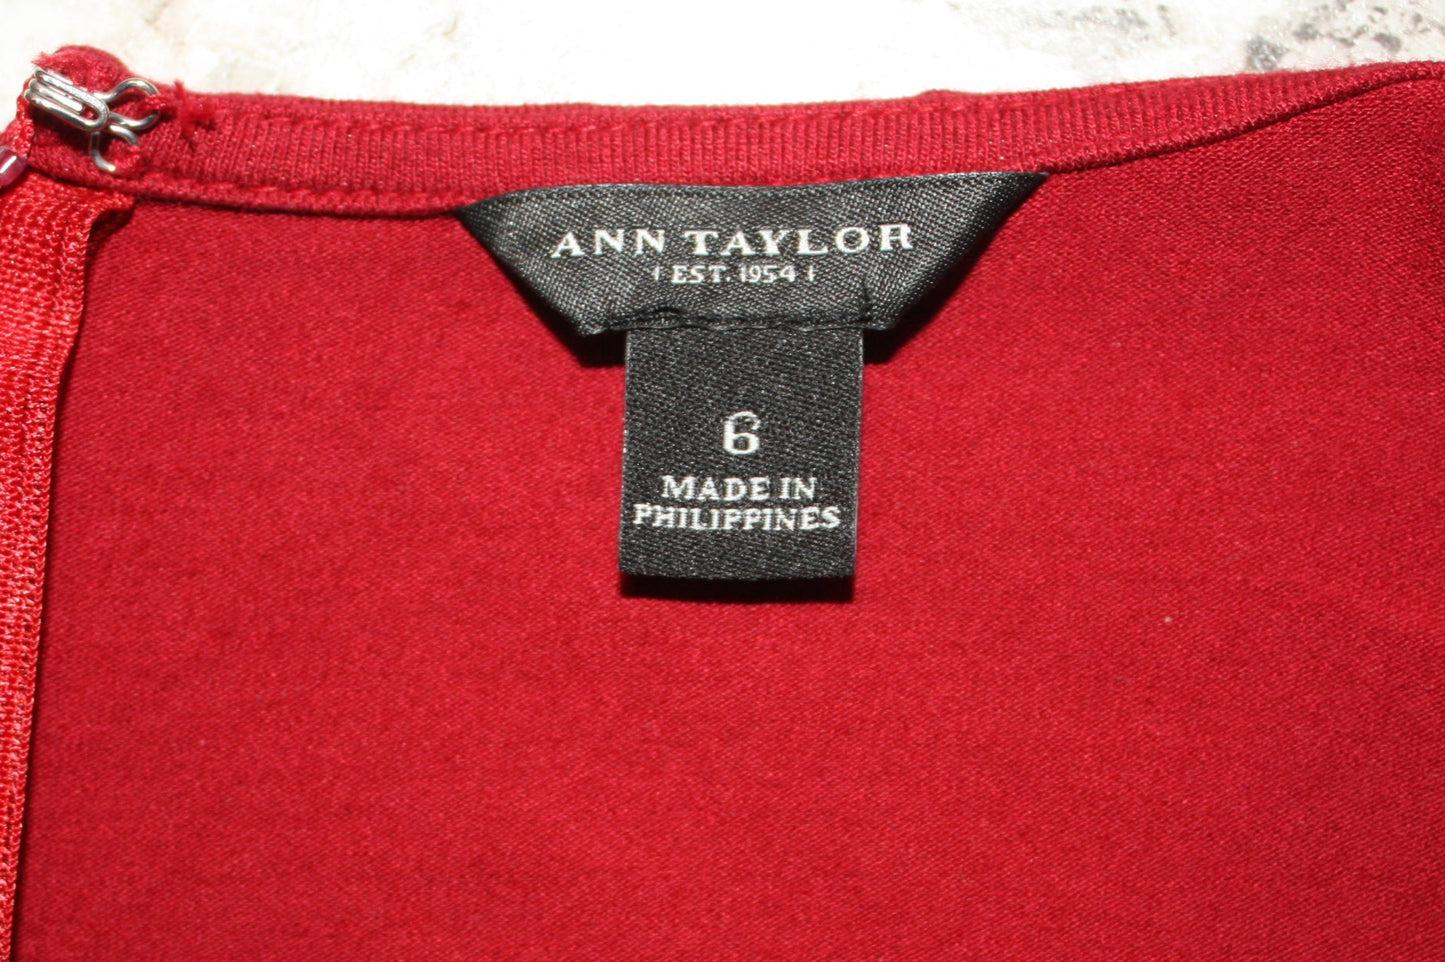 ANN TAYLOR
EST. 1954
6
MADE IN
PHILIPPINES